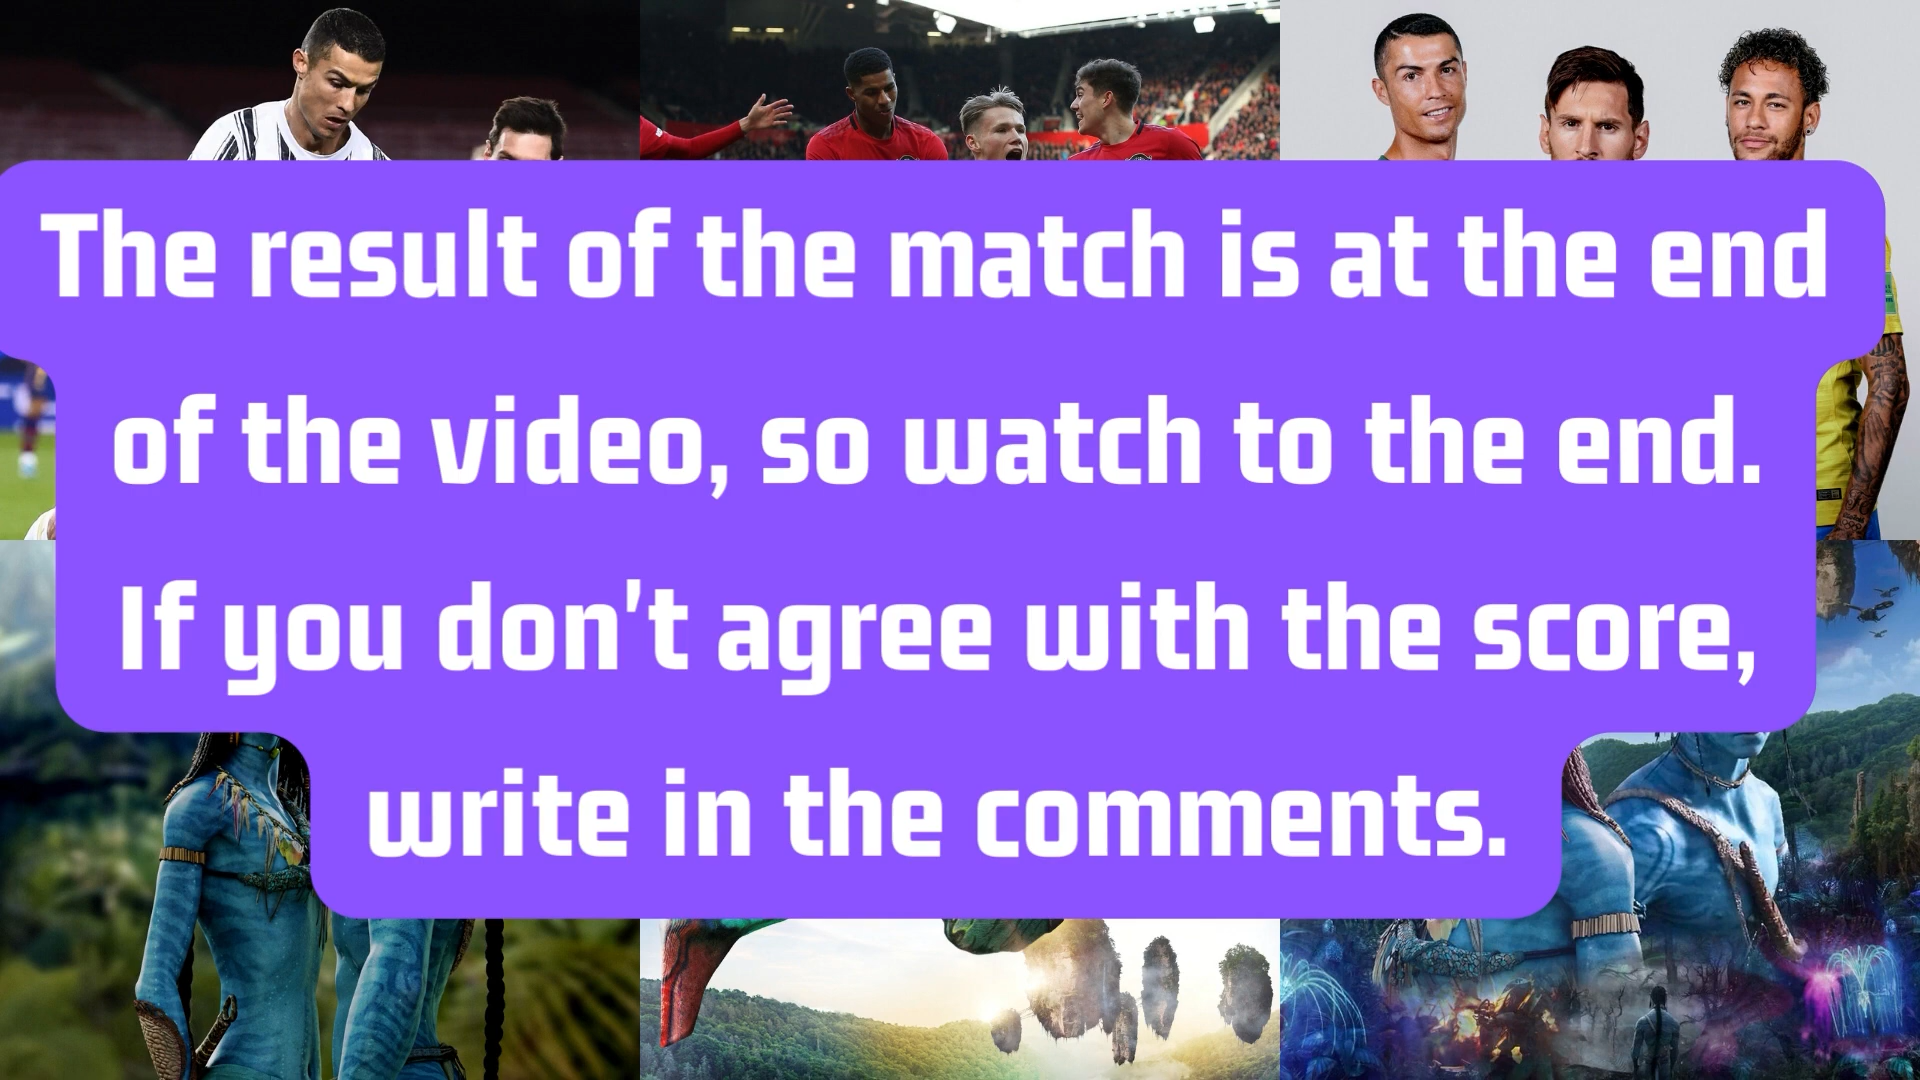 The result of the match is at the end
of the video, so watch to the end.
If you don't agree with the score,
write in the comments.